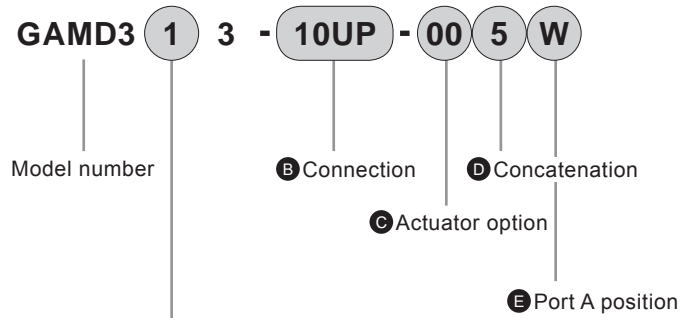 GAMD3 1 3 - 10UP - 00 5 W
Model number
B Connection
D Concatenation
C Actuator option
E Port A position